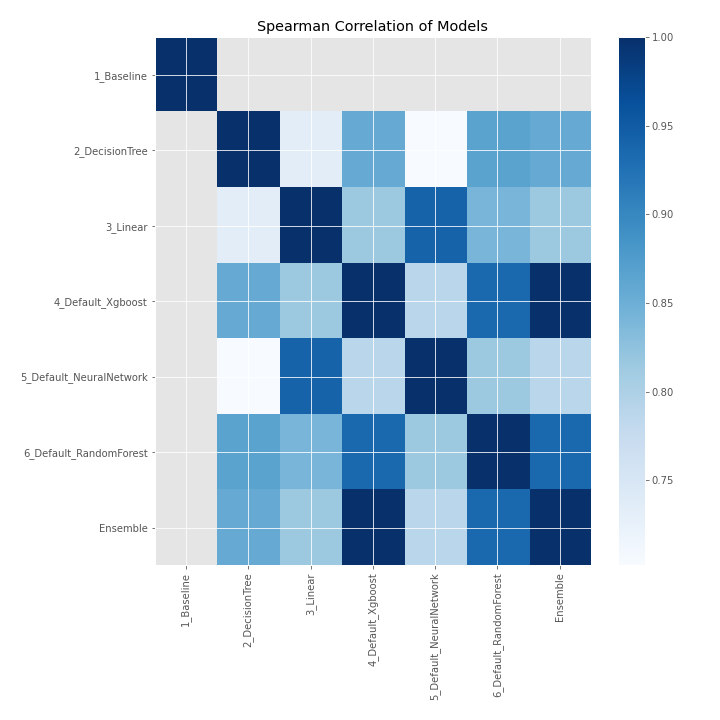 Spearman Correlation of Models
1_Baseline
2_DecisionTree
3_Linear
4_Default_Xgboost
5_Default_NeuralNetwork
6_Default_RandomForest
Ensemble
1_Baseline
2_DecisionTree
3_Linear
4_Default_Xgboost
5_Default_NeuralNetwork
6_Default_RandomForest
Ensemble
1.00
0.95
0.90
0.85
0.80
0.75